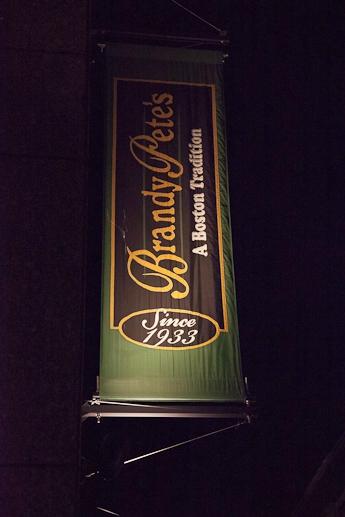 Brandy Pete's
A Boston Tradition
Since
1933